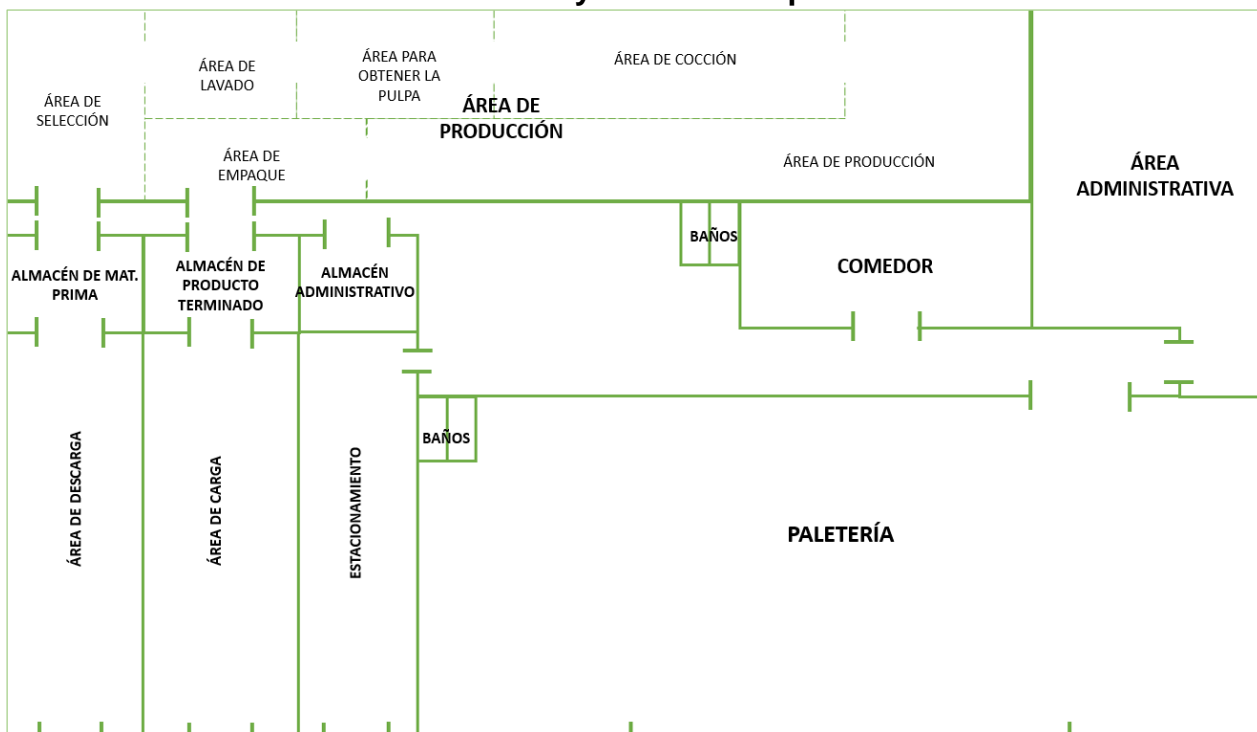 ÁREA DE
SELECCIÓN
ÁREA DE
LAVADO
ÁREA PARA
OBTENER LA
PULPA
ÁREA DE COCCIÓN
ÁREA DE
PRODUCCIÓN
ÁREA DE
EMPAQUE
ÁREA DE PRODUCCIÓN
ÁREA
ADMINISTRATIVA
ALMACÉN DE MAT.
PRIMA
ALMACÉN DE
PRODUCTO
TERMINADO
ALMACÉN
ADMINISTRATIVO
BAÑOS
COMEDOR
ÁREA DE DESCARGA
ÁREA DE CARGA
ESTACIONAMIENTO
BAÑOS
PALETERÍA